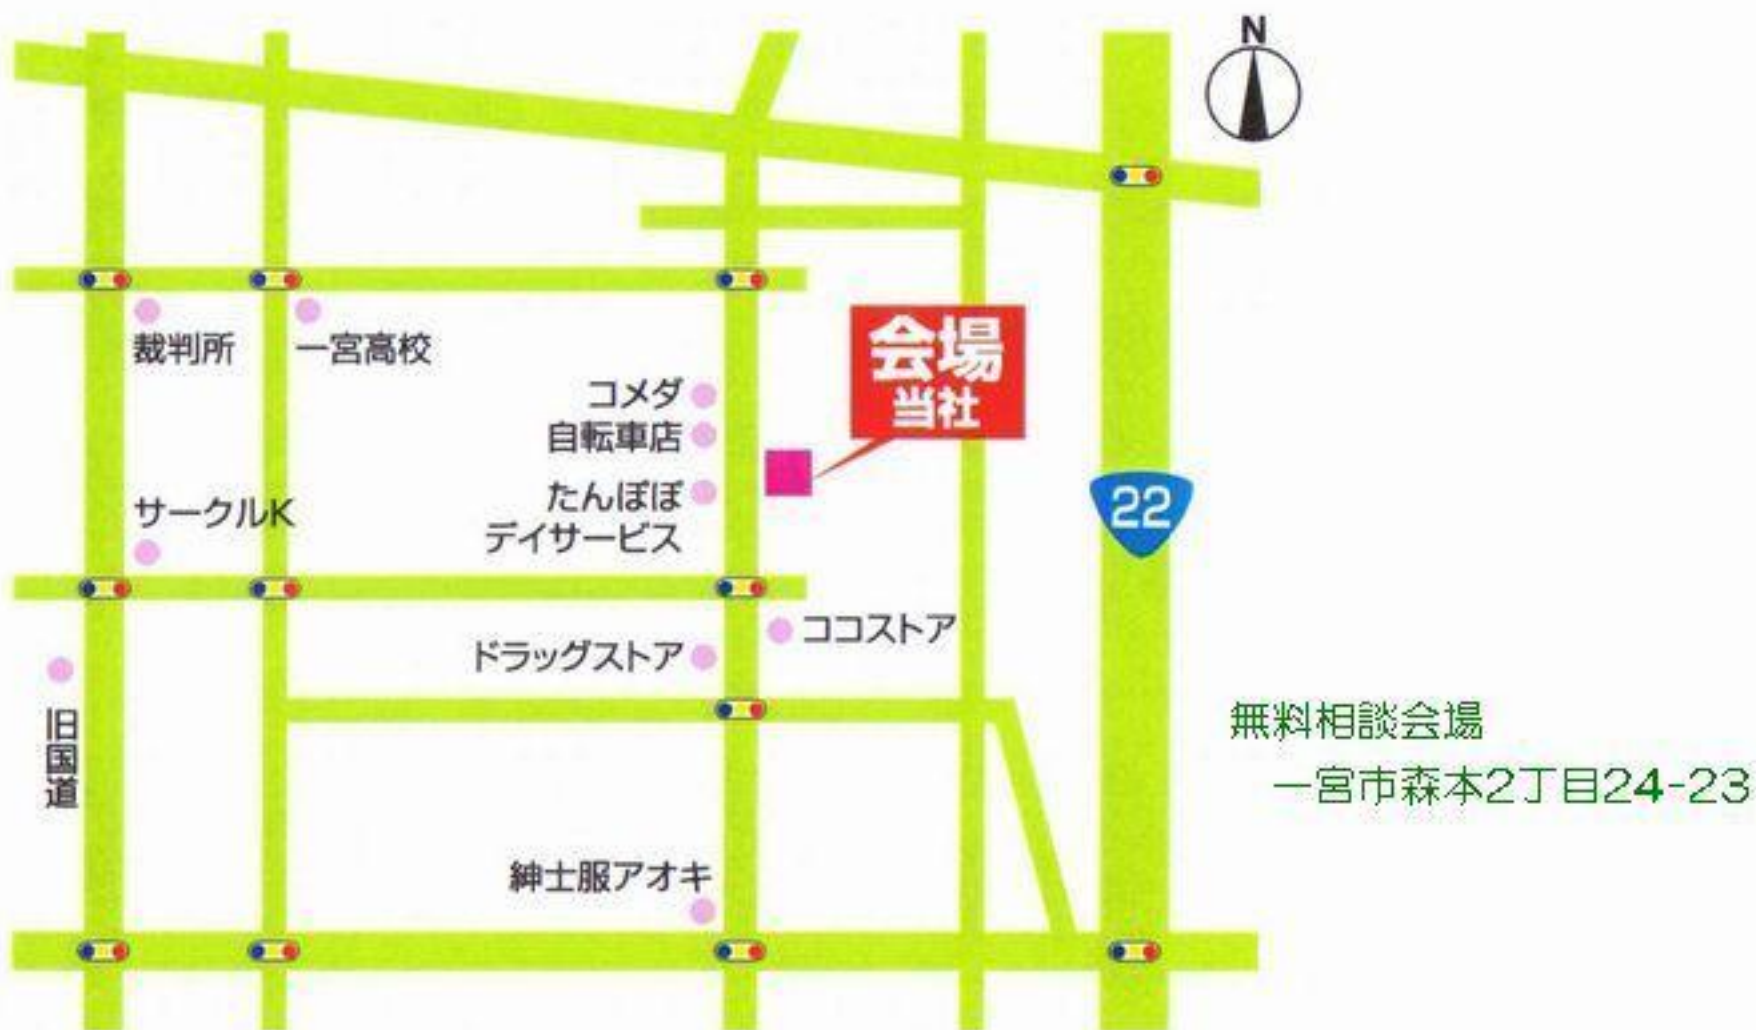 N
裁判所
一宮高校
会場
当社
コメダ
自転車店
たんぽぽ
デイサービス
サークルK
22
ココストア
ドラッグストア
旧国道
無料相談会場
一宮市森本2丁目24-23
紳士服アオキ